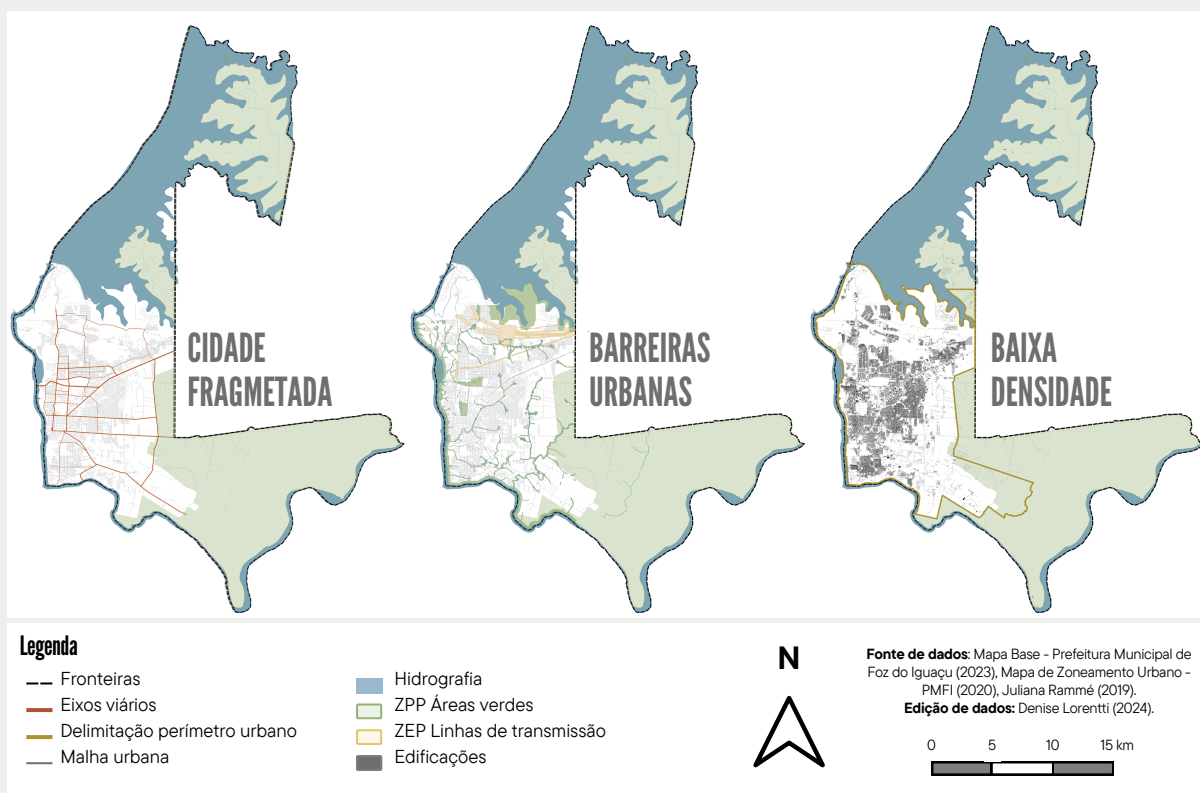 CIDADE
FRAGMETADA
BARREIRAS
URBANAS
BAIXA
DENSIDADE
Legenda
Fronteiras
Eixos viários
Delimitação perímetro urbano
Malha urbana
Hidrografia
ZPP Áreas verdes
ZEP Linhas de transmissão
Edificações
N
Fonte de dados: Mapa Base - Prefeitura Municipal de
Foz do Iguaçu (2023), Mapa de Zoneamento Urbano -
PMFI (2020), Juliana Rammé (2019).
Edição de dados: Denise Lorentti (2024).
0 5 10 15 km